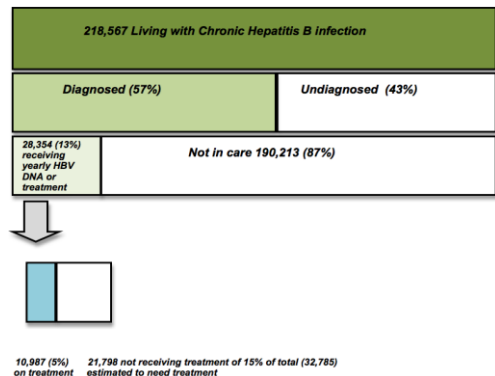 218,567 Living with Chronic Hepatitis B infection
Diagnosed (57%)
Undiagnosed (43%)
28,354 (13%)
receiving
yearly HBV
DNA or
treatment
Not in care 190,213 (87%)
10,987 (5%)
on treatment
21,798 not receiving treatment of 15% of total (32,785)
estimated to need treatment